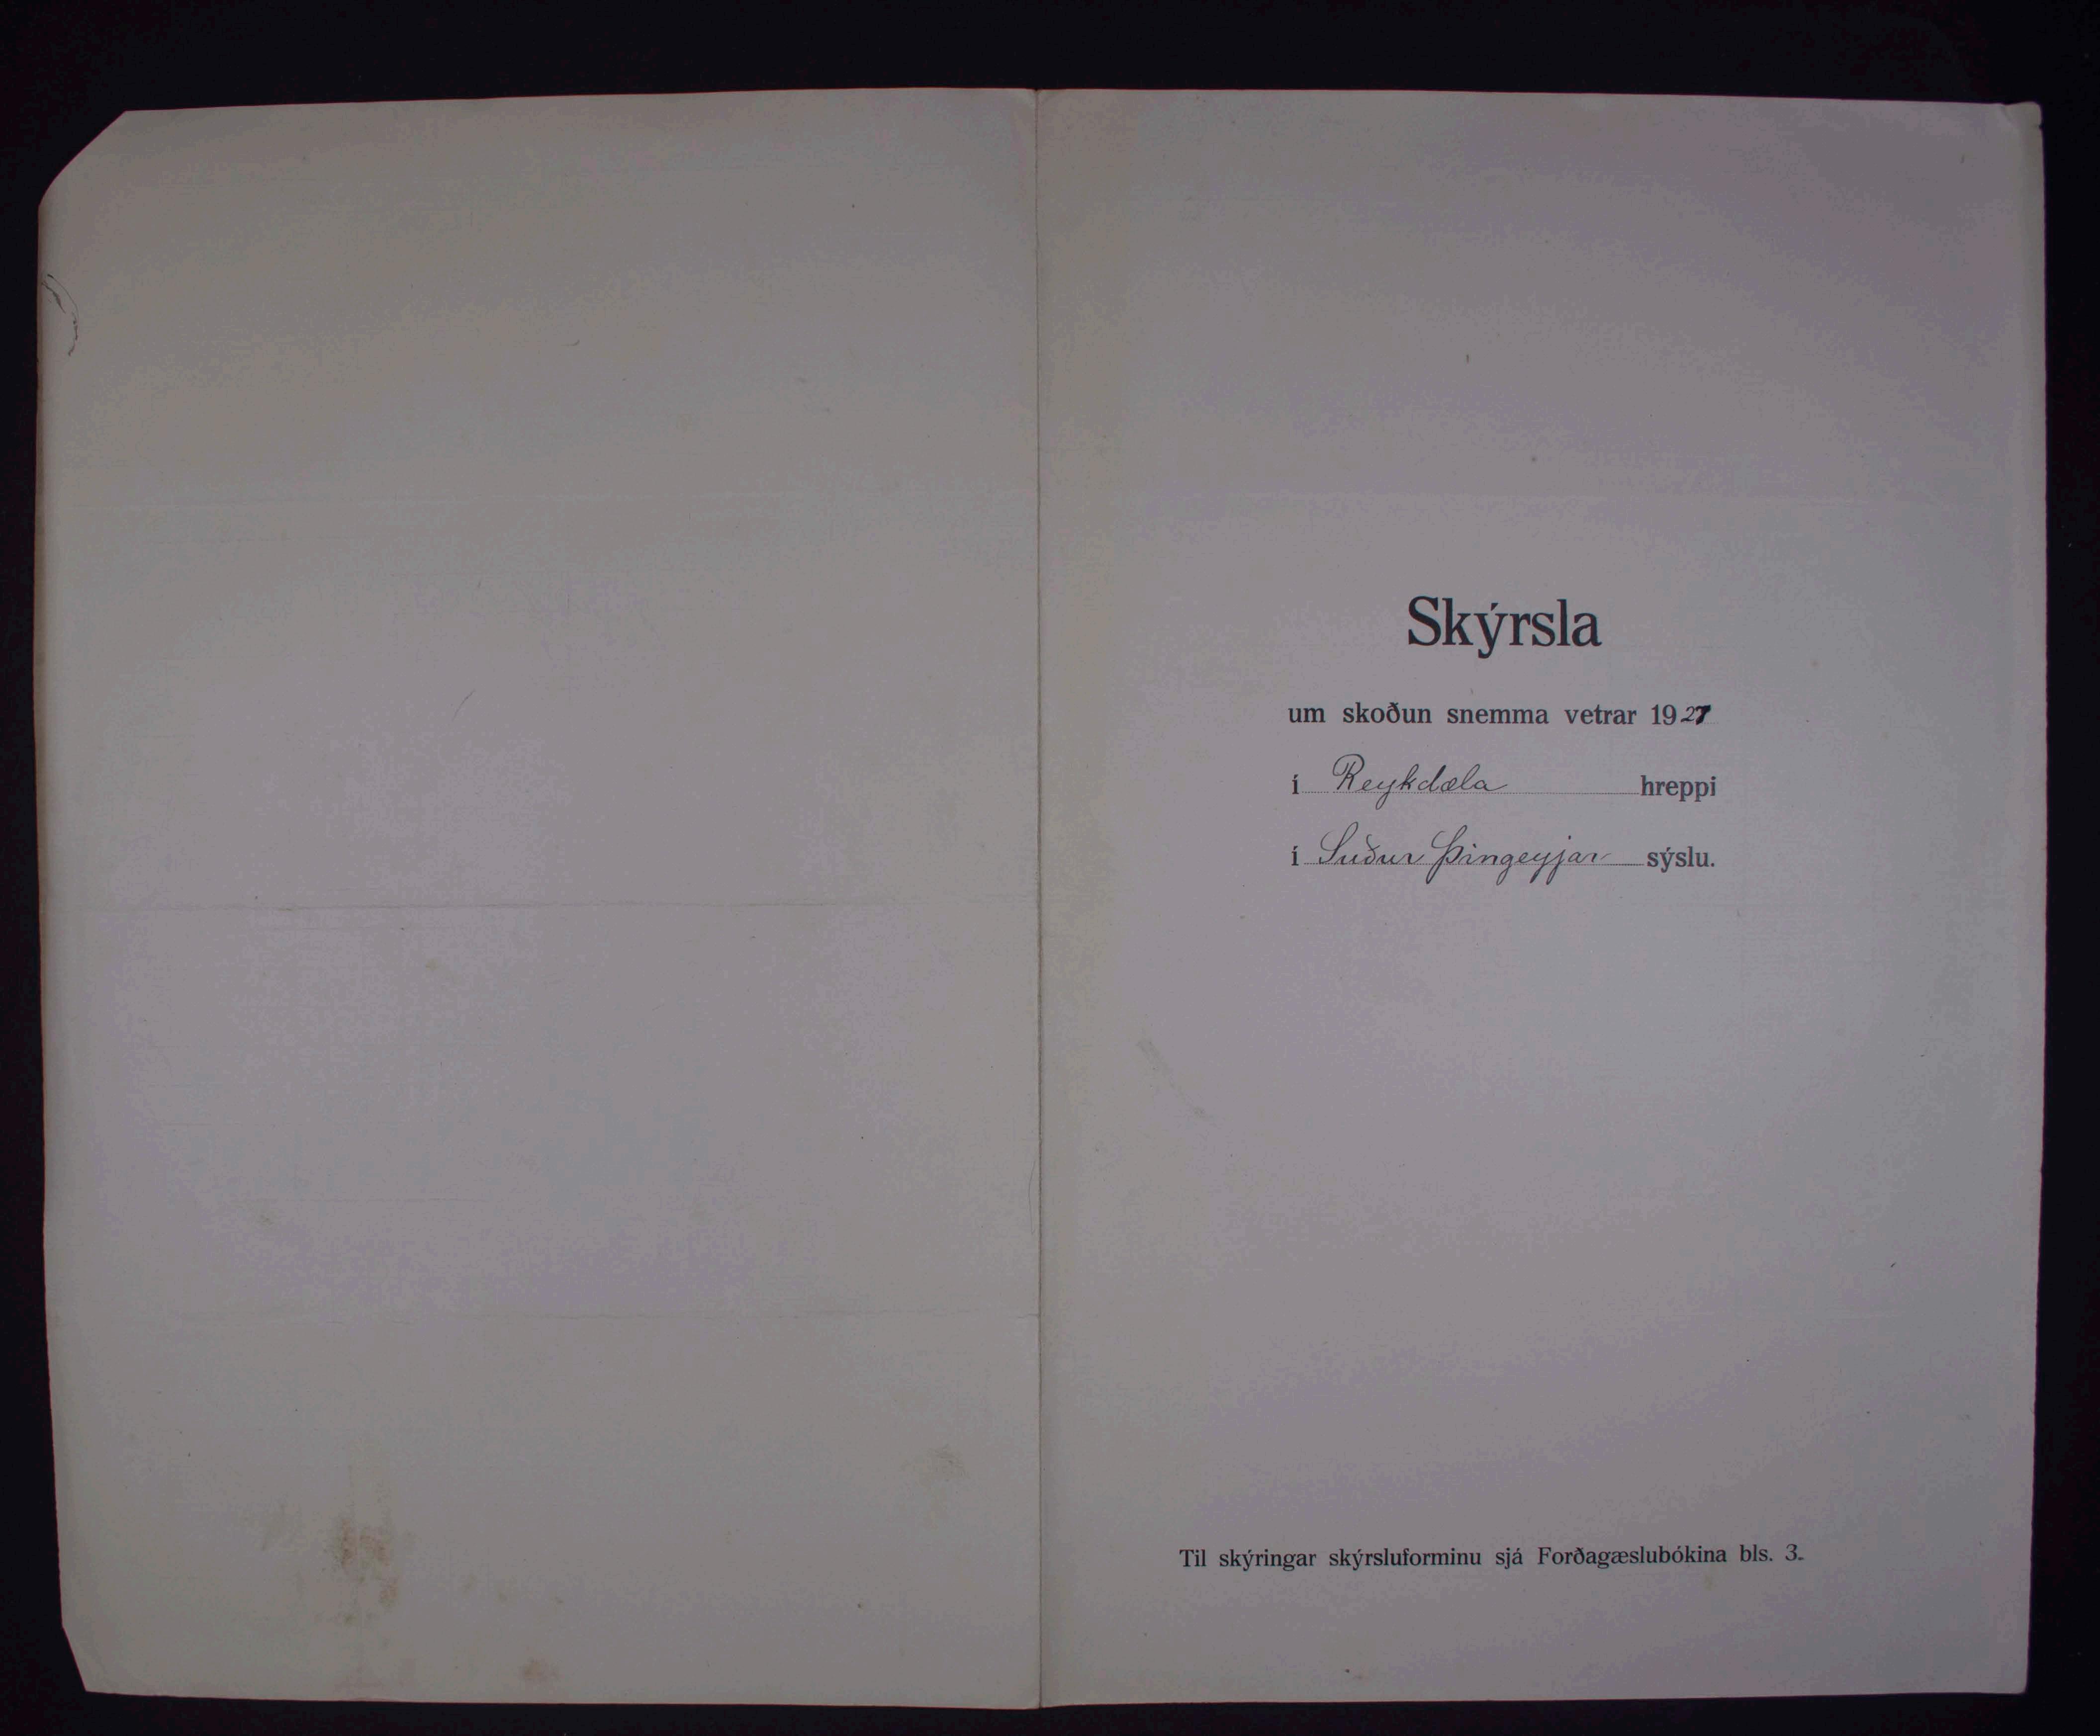 Skýrsla
um skoðun snemma vetrar 1927
í Reykdæla hreppi
í Suður Þingeyjar sýslu.
Til skýringar skýrsluforminu sjá Forðagæslubókina bls. 3.